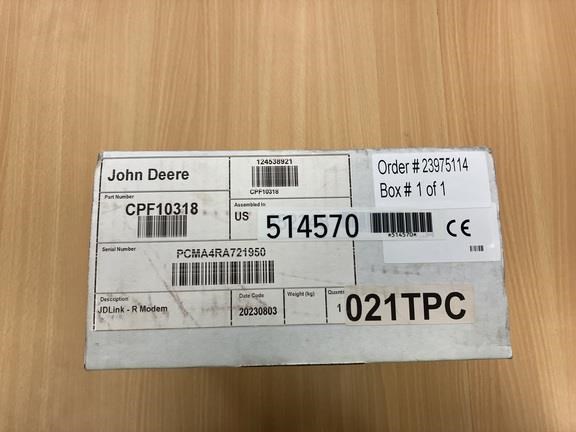 John Deere
124538921
CPF10318
Part Number
CPF10318
Assembled In
US
Order # 23975114
Box # 1 of 1
514570
*514570*
CE
Serial Number
PCMA4RA721950
Description
JDLink - R Modem
Date Code
20230803
Weight (kg)
1
021TPC